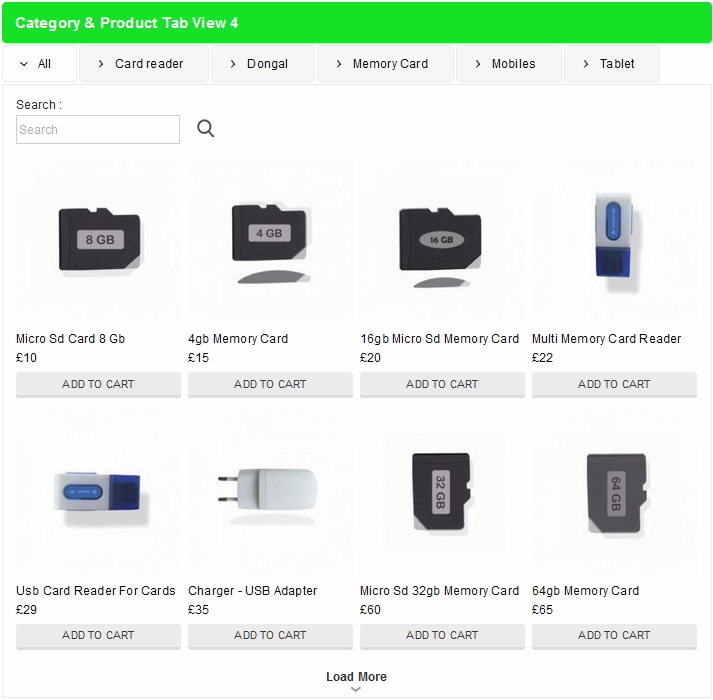 Category & Product Tab View 4
All Card reader Dongal Memory Card Mobiles Tablet
Search :
Search
8 GB 4 GB 16 GB
Micro Sd Card 8 Gb 4gb Memory Card 16gb Micro Sd Memory Card Multi Memory Card Reader
£10 £15 £20 £22
ADD TO CART ADD TO CART ADD TO CART ADD TO CART
32 GB 64 GB
Usb Card Reader For Cards Charger - USB Adapter Micro Sd 32gb Memory Card 64gb Memory Card
£29 £35 £60 £65
ADD TO CART ADD TO CART ADD TO CART ADD TO CART
Load More